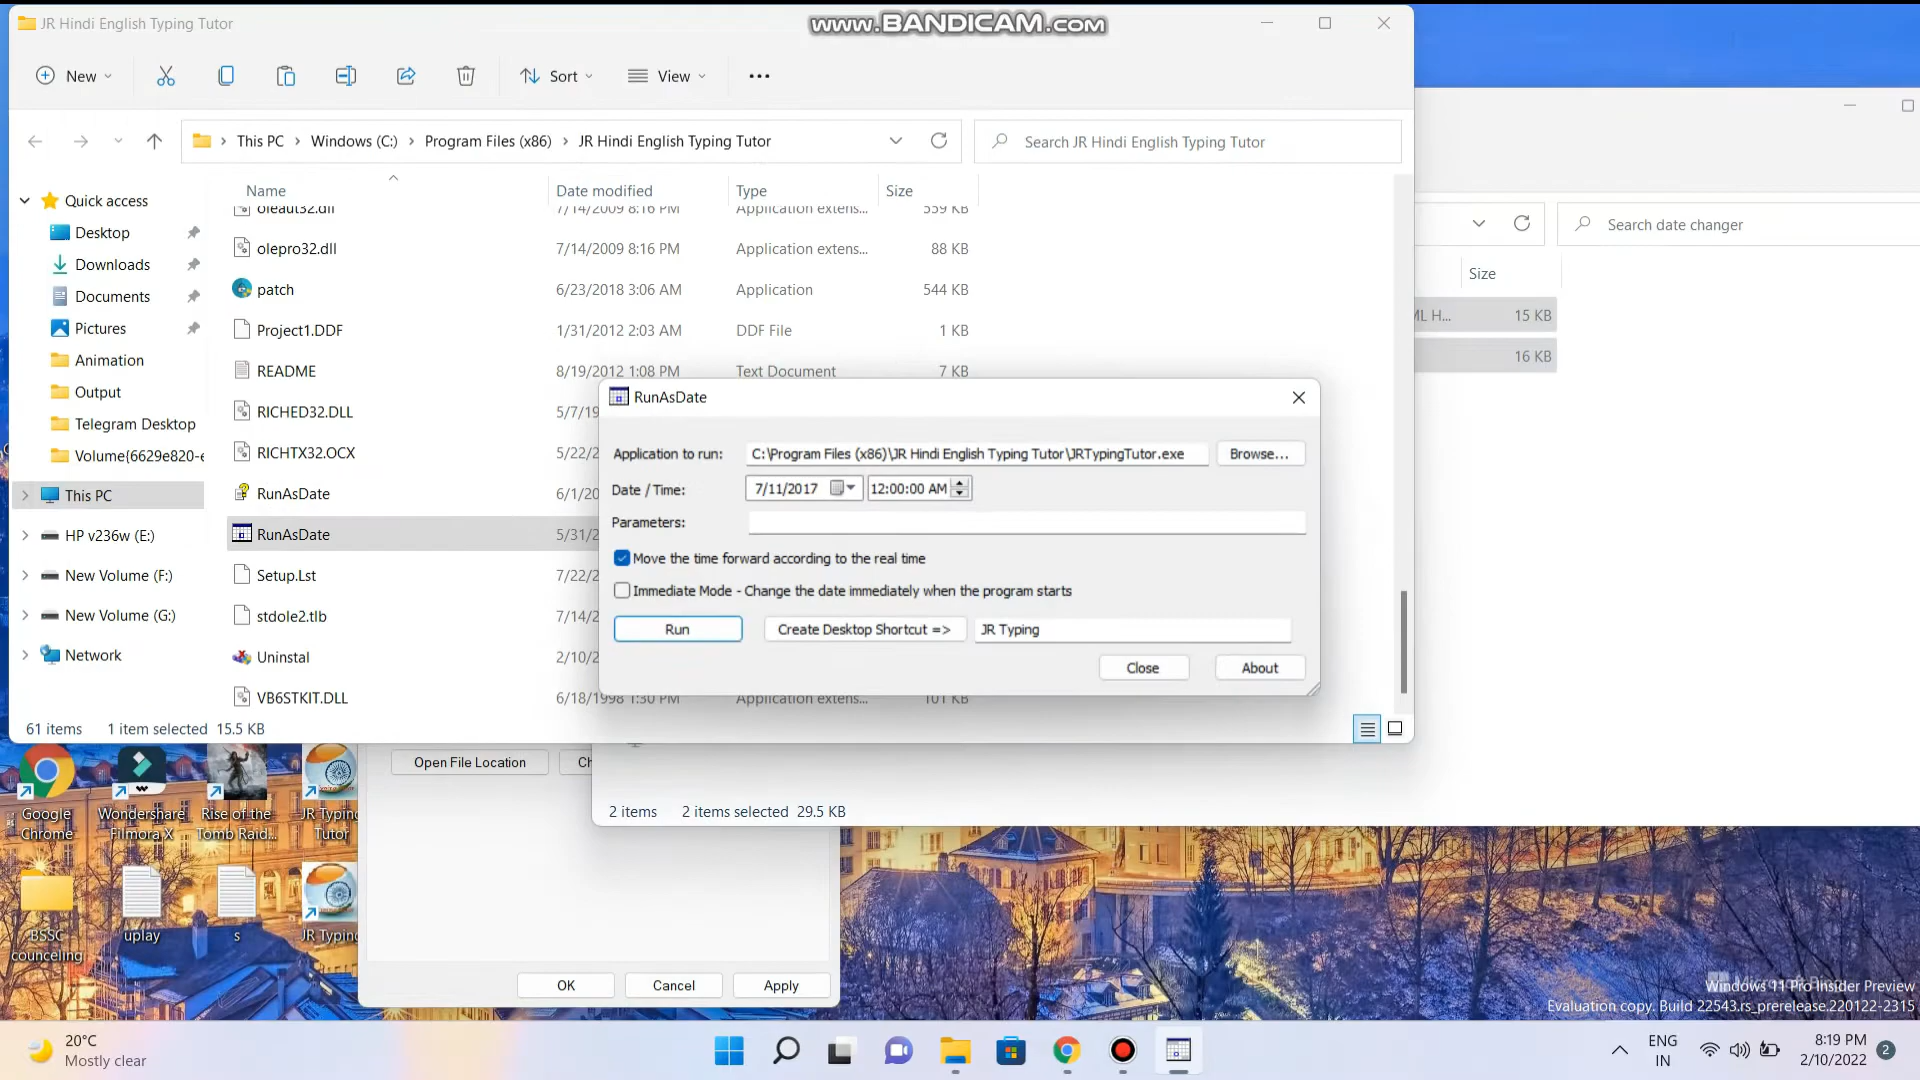 JR Hindi English Typing Tutor
www.BANDICAM.com
New
Sort
View
This PC > Windows (C:) > Program Files (x86) > JR Hindi English Typing Tutor
Search JR Hindi English Typing Tutor
Search date changer
Name Date modified Type Size
Size
Quick access
Desktop
Downloads
Documents
Pictures
Animation
Output
Telegram Desktop
Volume{6629e820-e
This PC
HP v236w (E:)
New Volume (F:)
New Volume (G:)
Network
oleaut32.dll 7/14/2009 8:16 PM Application extens... 559 KB
olepro32.dll 7/14/2009 8:16 PM Application extens... 88 KB
patch 6/23/2018 3:06 AM Application 544 KB
Project1.DDF 1/31/2012 2:03 AM DDF File 1 KB
README 8/19/2012 1:08 PM Text Document 7 KB
RICHED32.DLL 5/7/19
RICHTX32.OCX 5/22/
RunAsDate 6/1/20
RunAsDate 5/31/2
Setup.Lst 7/22/
stdole2.tlb 7/14/
Uninstal 2/10/
VB6STKIT.DLL 6/18/1998 1:30 PM Application extens... 101 KB
ML H... 15 KB
16 KB
RunAsDate
Application to run: C:\Program Files (x86)\JR Hindi English Typing Tutor\JRTypingTutor.exe Browse...
Date / Time: 7/11/2017 12:00:00 AM
Parameters:
Move the time forward according to the real time
Immediate Mode - Change the date immediately when the program starts
Run Create Desktop Shortcut => JR Typing
Close About
61 items 1 item selected 15.5 KB
Open File Location Ch
2 items 2 items selected 29.5 KB
Google Chrome
Wondershare Filmora X
Rise of the Tomb Raid...
JR Typing Tutor
BSSC counceling
uplay
s
JR Typing
OK Cancel Apply
Windows 11 Pro Insider Preview
Evaluation copy. Build 22543.rs_prerelease.220122-2315
20°C
Mostly clear
ENG
IN
8:19 PM
2/10/2022
2